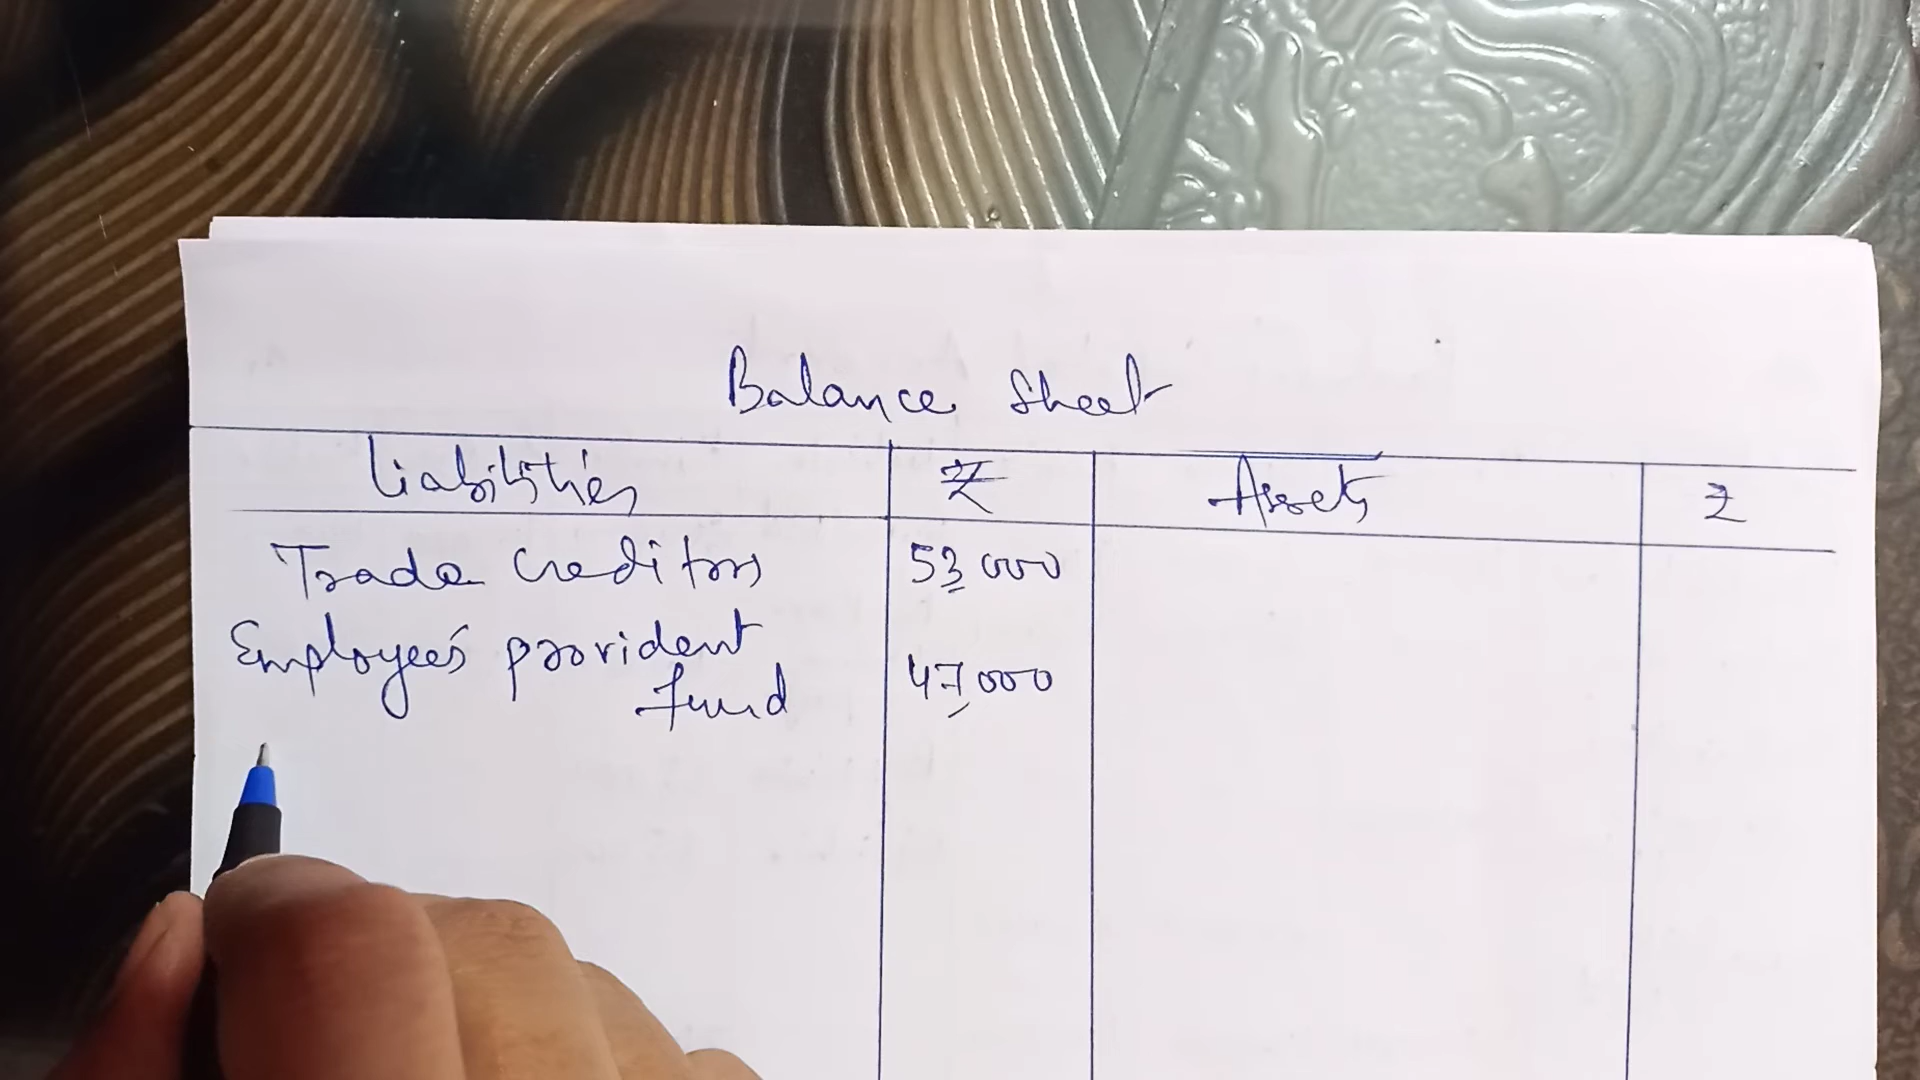 Balance Sheet
Liabilities ₹ Assets ₹
Trade creditors 53,000
Employees provident
fund 47,000